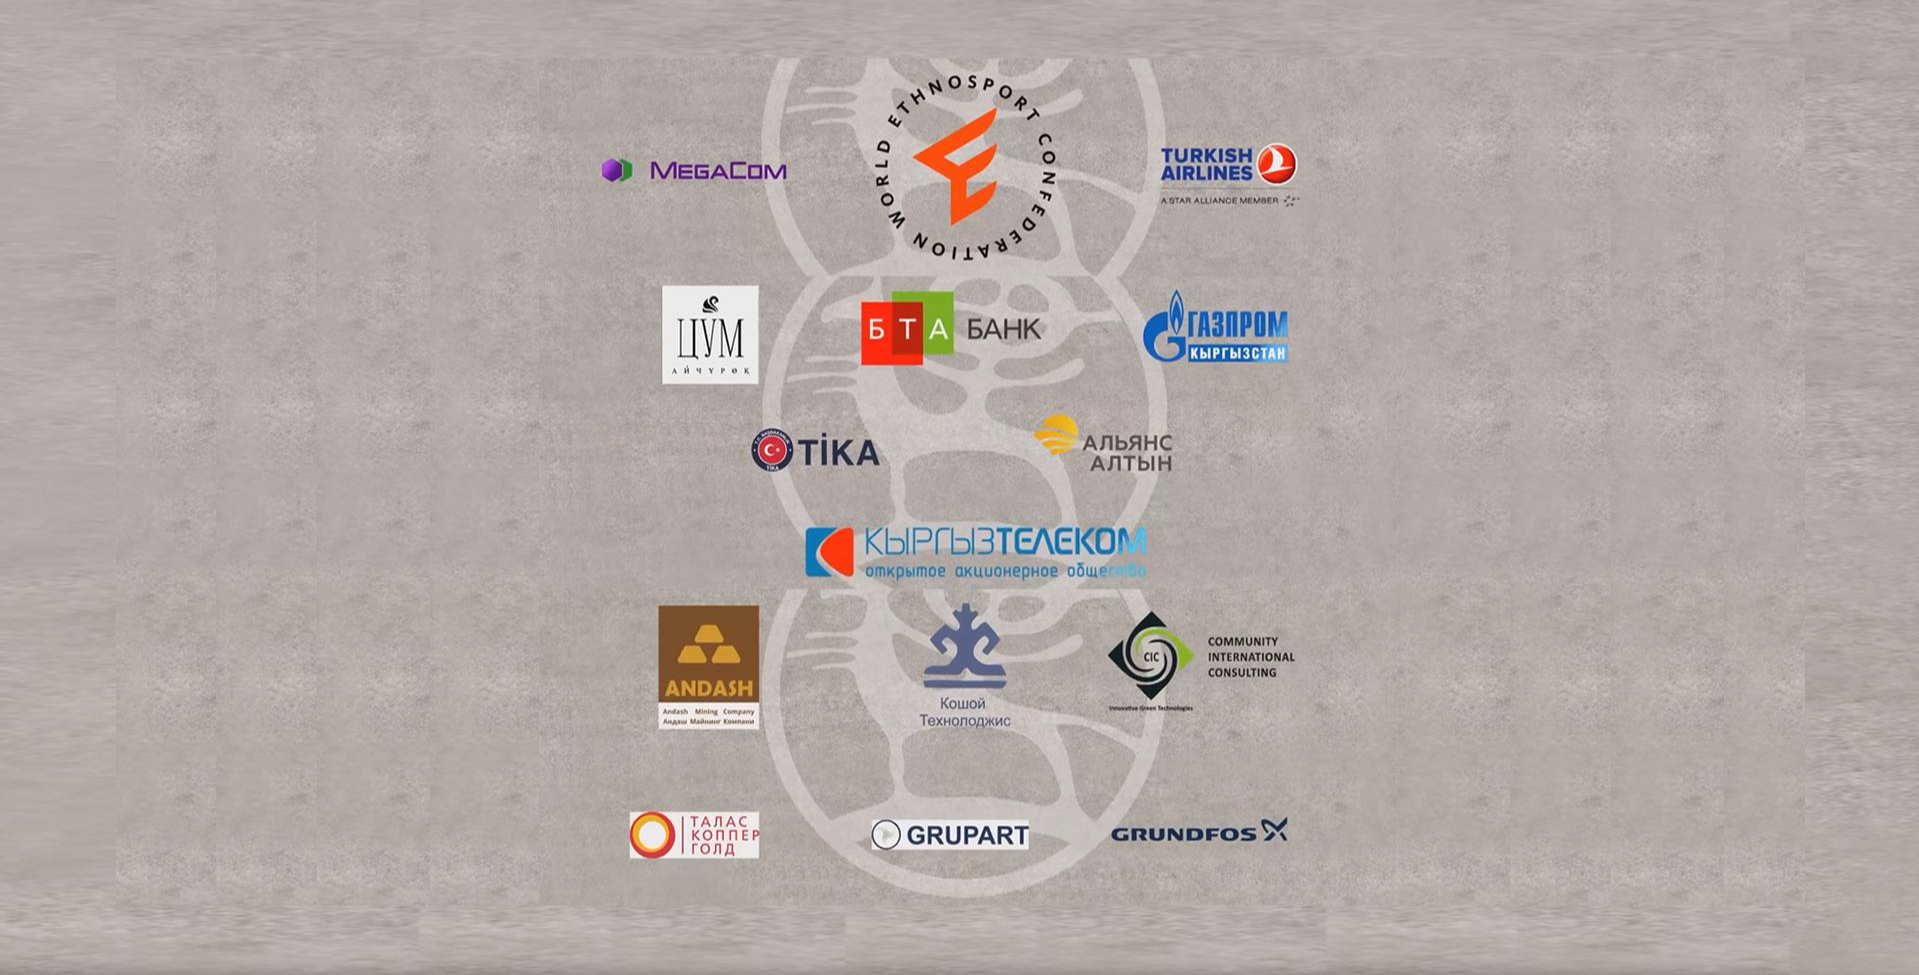 WORLD ETHNOSPORT CONFEDERATION
MEGACOM
TURKISH
AIRLINES
A STAR ALLIANCE MEMBER
ЦУМ
АЙЧҮРӨК
БТА БАНК
ГАЗПРОМ
КЫРГЫЗСТАН
TİKA
TİKA
АЛЬЯНС
АЛТЫН
КЫРГЫЗТЕЛЕКОМ
открытое акционерное общество
ANDASH
Andash Mining Company
Андаш Майнинг Компани
Кошой
Технолоджис
CIC
COMMUNITY
INTERNATIONAL
CONSULTING
Innovative Green Technologies
ТАЛАС
КОППЕР
ГОЛД
GRUPART
GRUNDFOS